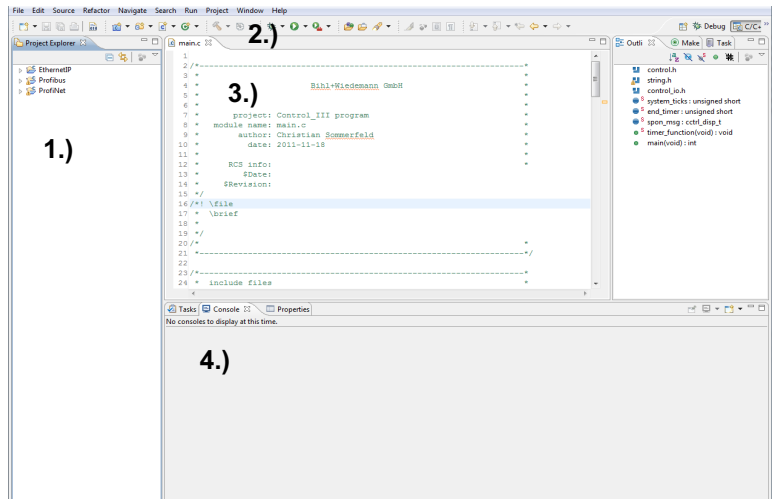 File Edit Source Refactor Navigate Search Run Project Window Help
2.)
Debug C/C+
Project Explorer
EthernetIP
Profibus
ProfiNet
1.)
main.c
1
2 /*------------------------------------------------------------------*
3 * *
4 * Bihl+Wiedemann GmbH *
5 * *
6 * *
7 * project: Control_III program *
8 * module name: main.c *
9 * author: Christian Sommerfeld *
10 * date: 2011-11-18 *
11 * *
12 * RCS info: *
13 * $Date:
14 * $Revision:
15 */
16 /*! \file
17 * \brief
18 *
19 */
20 /* *
21 *------------------------------------------------------------------*/
22
23 /*------------------------------------------------------------------*
24 * include files *
3.)
Outli Make Task
control.h
string.h
control_io.h
S system_ticks : unsigned short
S end_timer : unsigned short
S spon_msg : cctrl_disp_t
S timer_function(void) : void
main(void) : int
Tasks Console Properties
No consoles to display at this time.
4.)